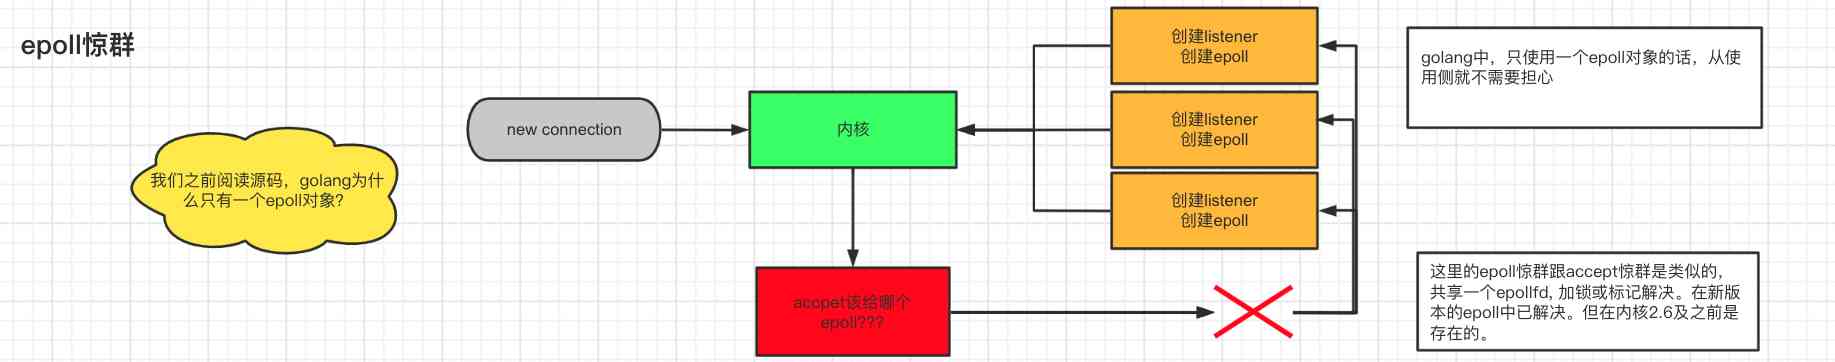 epoll惊群
new connection
我们之前阅读源码，golang为什
么只有一个epoll对象？
内核
accpet该给哪个
epoll???
创建listener
创建epoll
创建listener
创建epoll
创建listener
创建epoll
golang中，只使用一个epoll对象的话，从使
用侧就不需要担心
这里的epoll惊群跟accept惊群是类似的，
共享一个epollfd, 加锁或标记解决。在新版
本的epoll中已解决。但在内核2.6及之前是
存在的。